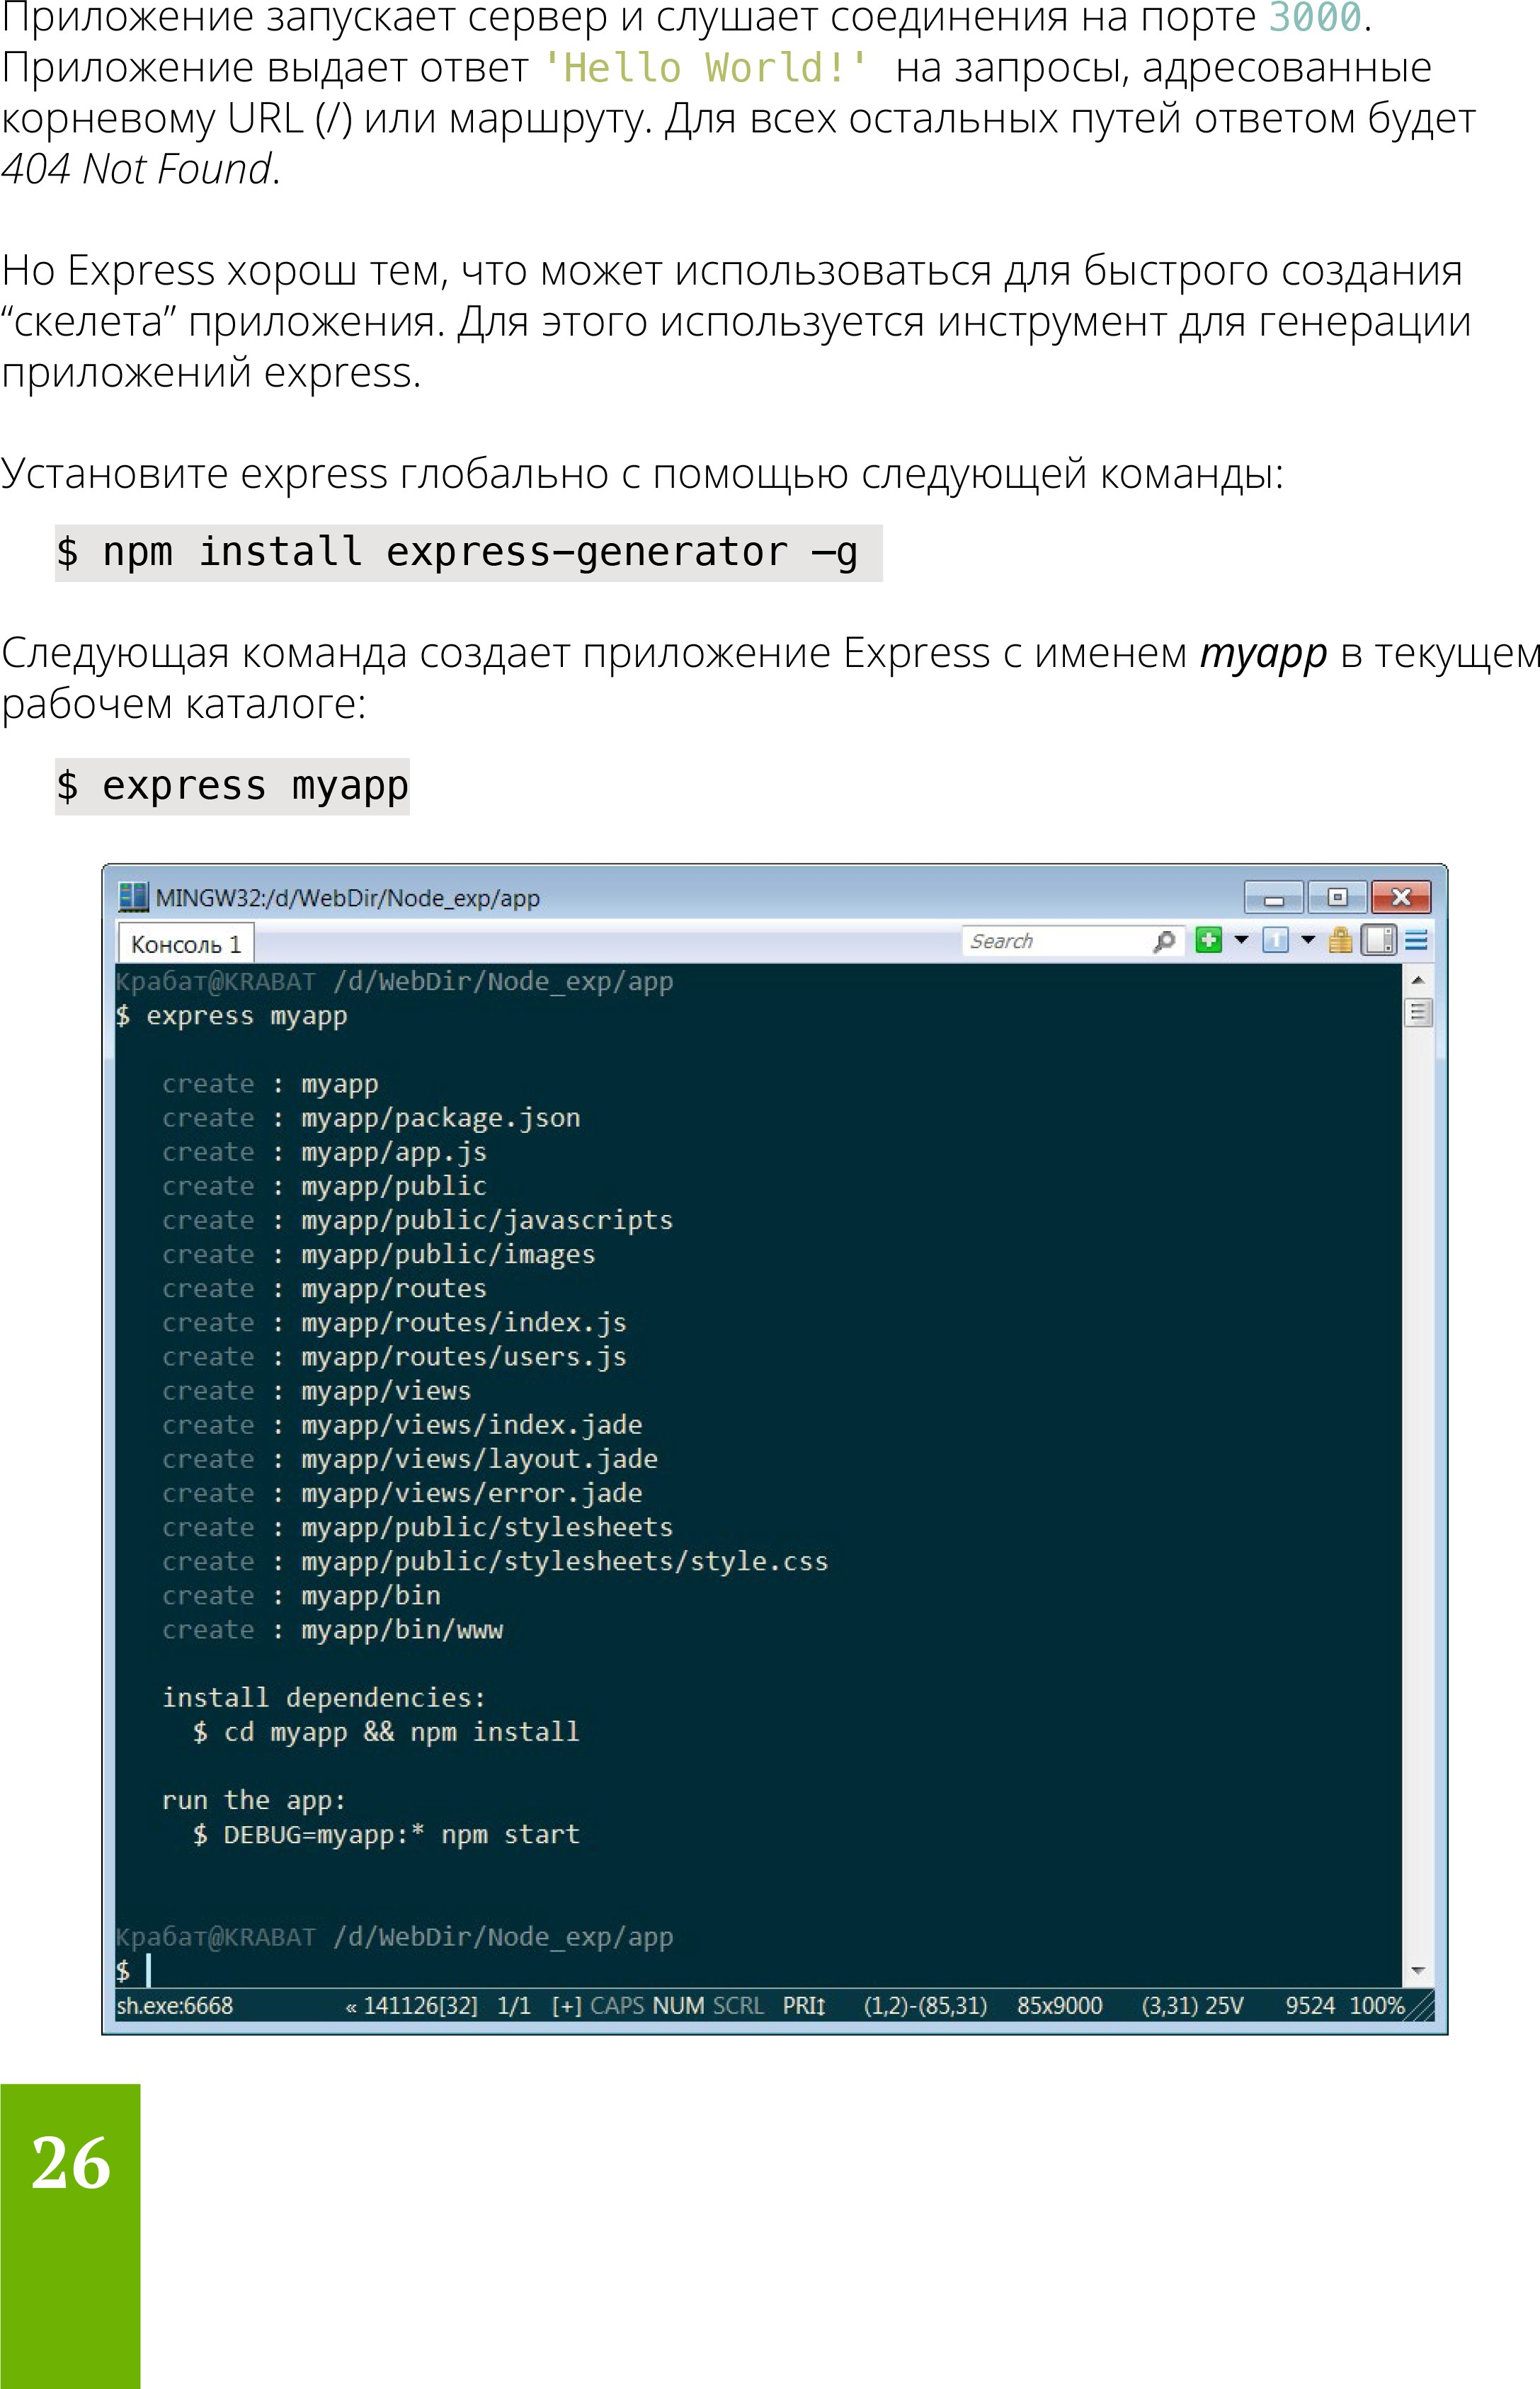 Приложение запускает сервер и слушает соединения на порте 3000.
Приложение выдает ответ 'Hello World!' на запросы, адресованные
корневому URL (/) или маршруту. Для всех остальных путей ответом будет
404 Not Found.
Но Express хорош тем, что может использоваться для быстрого создания
“скелета” приложения. Для этого используется инструмент для генерации
приложений express.
Установите express глобально с помощью следующей команды:
$ npm install express–generator –g
Следующая команда создает приложение Express с именем myapp в текущем
рабочем каталоге:
$ express myapp
MINGW32:/d/WebDir/Node_exp/app
Консоль 1 Search
Крабат@KRABAT /d/WebDir/Node_exp/app
$ express myapp
create : myapp
create : myapp/package.json
create : myapp/app.js
create : myapp/public
create : myapp/public/javascripts
create : myapp/public/images
create : myapp/routes
create : myapp/routes/index.js
create : myapp/routes/users.js
create : myapp/views
create : myapp/views/index.jade
create : myapp/views/layout.jade
create : myapp/views/error.jade
create : myapp/public/stylesheets
create : myapp/public/stylesheets/style.css
create : myapp/bin
create : myapp/bin/www
install dependencies:
$ cd myapp && npm install
run the app:
$ DEBUG=myapp:* npm start
Крабат@KRABAT /d/WebDir/Node_exp/app
$
sh.exe:6668 « 141126[32] 1/1 [+] CAPS NUM SCRL PRI↕ (1,2)-(85,31) 85x9000 (3,31) 25V 9524 100%
26